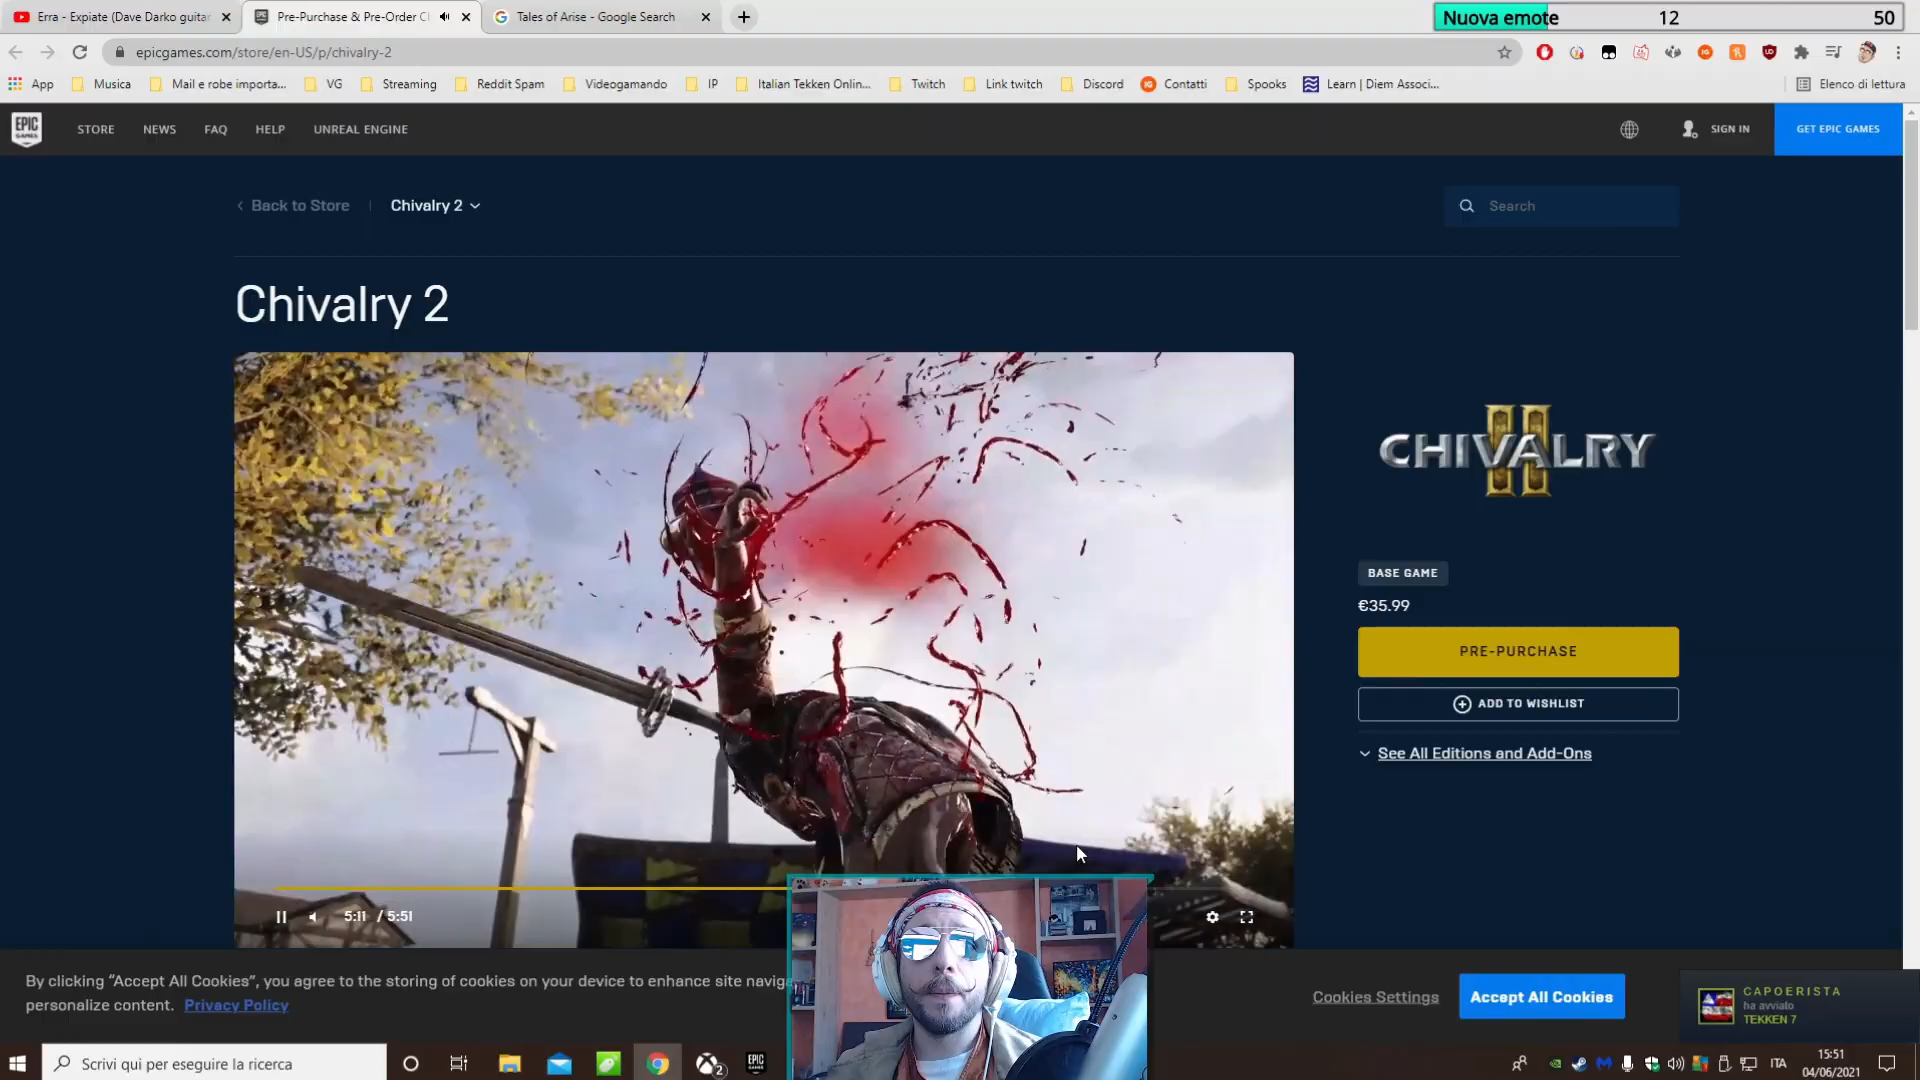 Erra - Expiate (Dave Darko guitar
Pre-Purchase & Pre-Order C
Tales of Arise - Google Search
Nuova emote 12 50
epicgames.com/store/en-US/p/chivalry-2
App Musica Mail e robe importa... VG Streaming Reddit Spam Videogamando IP Italian Tekken Onlin... Twitch Link twitch Discord Contatti Spooks Learn | Diem Associ... Elenco di lettura
EPIC GAMES STORE NEWS FAQ HELP UNREAL ENGINE SIGN IN GET EPIC GAMES
Back to Store Chivalry 2 Search
Chivalry 2
CHIVALRY II
BASE GAME
€35.99
PRE-PURCHASE
ADD TO WISHLIST
See All Editions and Add-Ons
5:11 / 5:51
By clicking “Accept All Cookies”, you agree to the storing of cookies on your device to enhance site naviga
personalize content. Privacy Policy
Cookies Settings Accept All Cookies
CAPOERISTA
ha avviato
TEKKEN 7
Scrivi qui per eseguire la ricerca
2
EPIC GAMES
ITA
15:51
04/06/2021